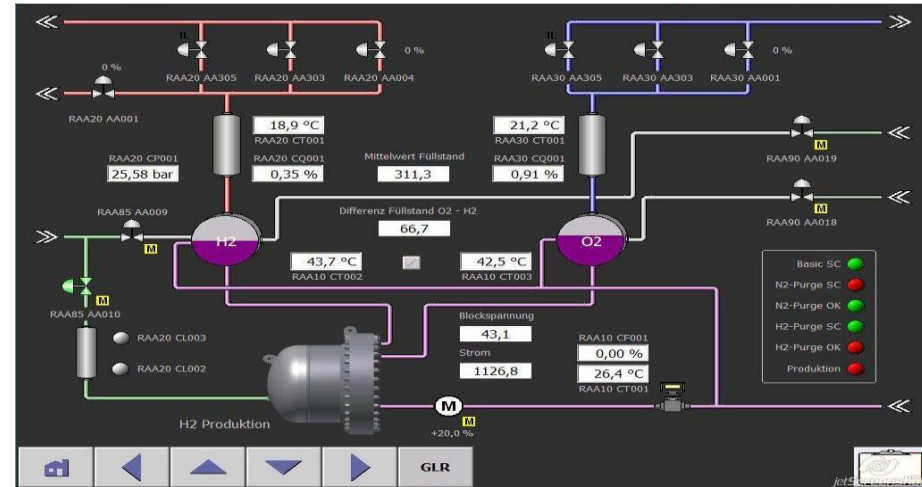 IL
IL
0 %
0 %
0 %
RAA20 AA305
RAA20 AA303
RAA20 AA004
RAA30 AA305
RAA30 AA303
RAA30 AA001
RAA20 AA001
18,9 °C
RAA20 CT001
21,2 °C
RAA30 CT001
RAA20 CP001
25,58 bar
RAA20 CQ001
0,35 %
Mittelwert Füllstand
311,3
RAA30 CQ001
0,91 %
M
RAA90 AA019
RAA85 AA009
M
Differenz Füllstand O2 - H2
66,7
M
RAA90 AA018
H2
O2
43,7 °C
RAA10 CT002
42,5 °C
RAA10 CT003
Basic SC
N2-Purge SC
N2-Purge OK
H2-Purge SC
H2-Purge OK
Produktion
M
RAA85 AA010
RAA20 CL003
RAA20 CL002
Blockspannung
43,1
Strom
1126,8
RAA10 CF001
0,00 %
26,4 °C
RAA10 CT001
H2 Produktion
M
M
+20,0 %
GLR